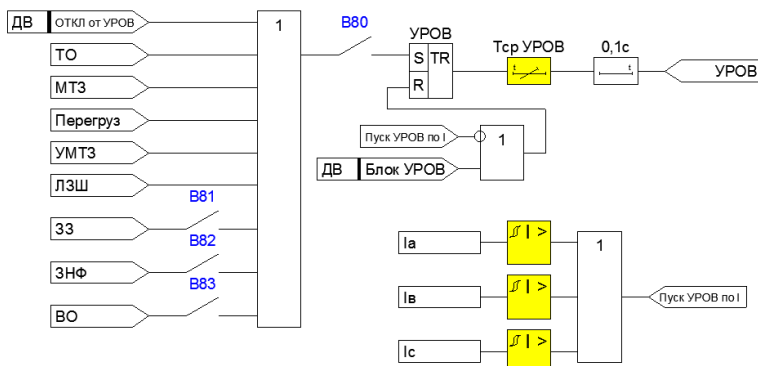 ДВ ОТКЛ от УРОВ
ТО
МТЗ
Перегруз
УМТЗ
ЛЗШ
ЗЗ
ЗНФ
ВО
В81
В82
В83
1
В80
УРОВ
S TR
R
Тср УРОВ
t
0,1с
t
УРОВ
Пуск УРОВ по I
ДВ Блок УРОВ
1
Iа
Iв
Iс
I >
I >
I >
1
Пуск УРОВ по I